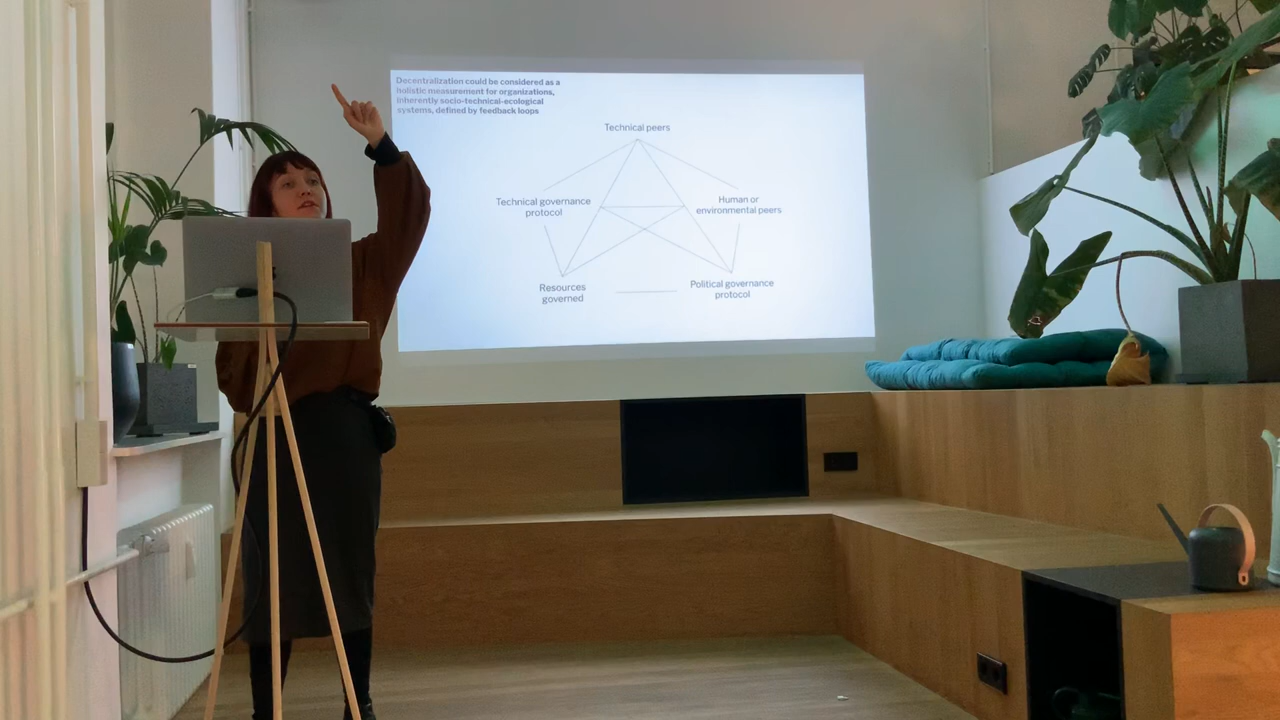 Decentralization could be considered as a
holistic measurement for organizations,
inherently socio-technical-ecological
systems, defined by feedback loops
Technical peers
Technical governance
protocol
Human or
environmental peers
Resources
governed
Political governance
protocol